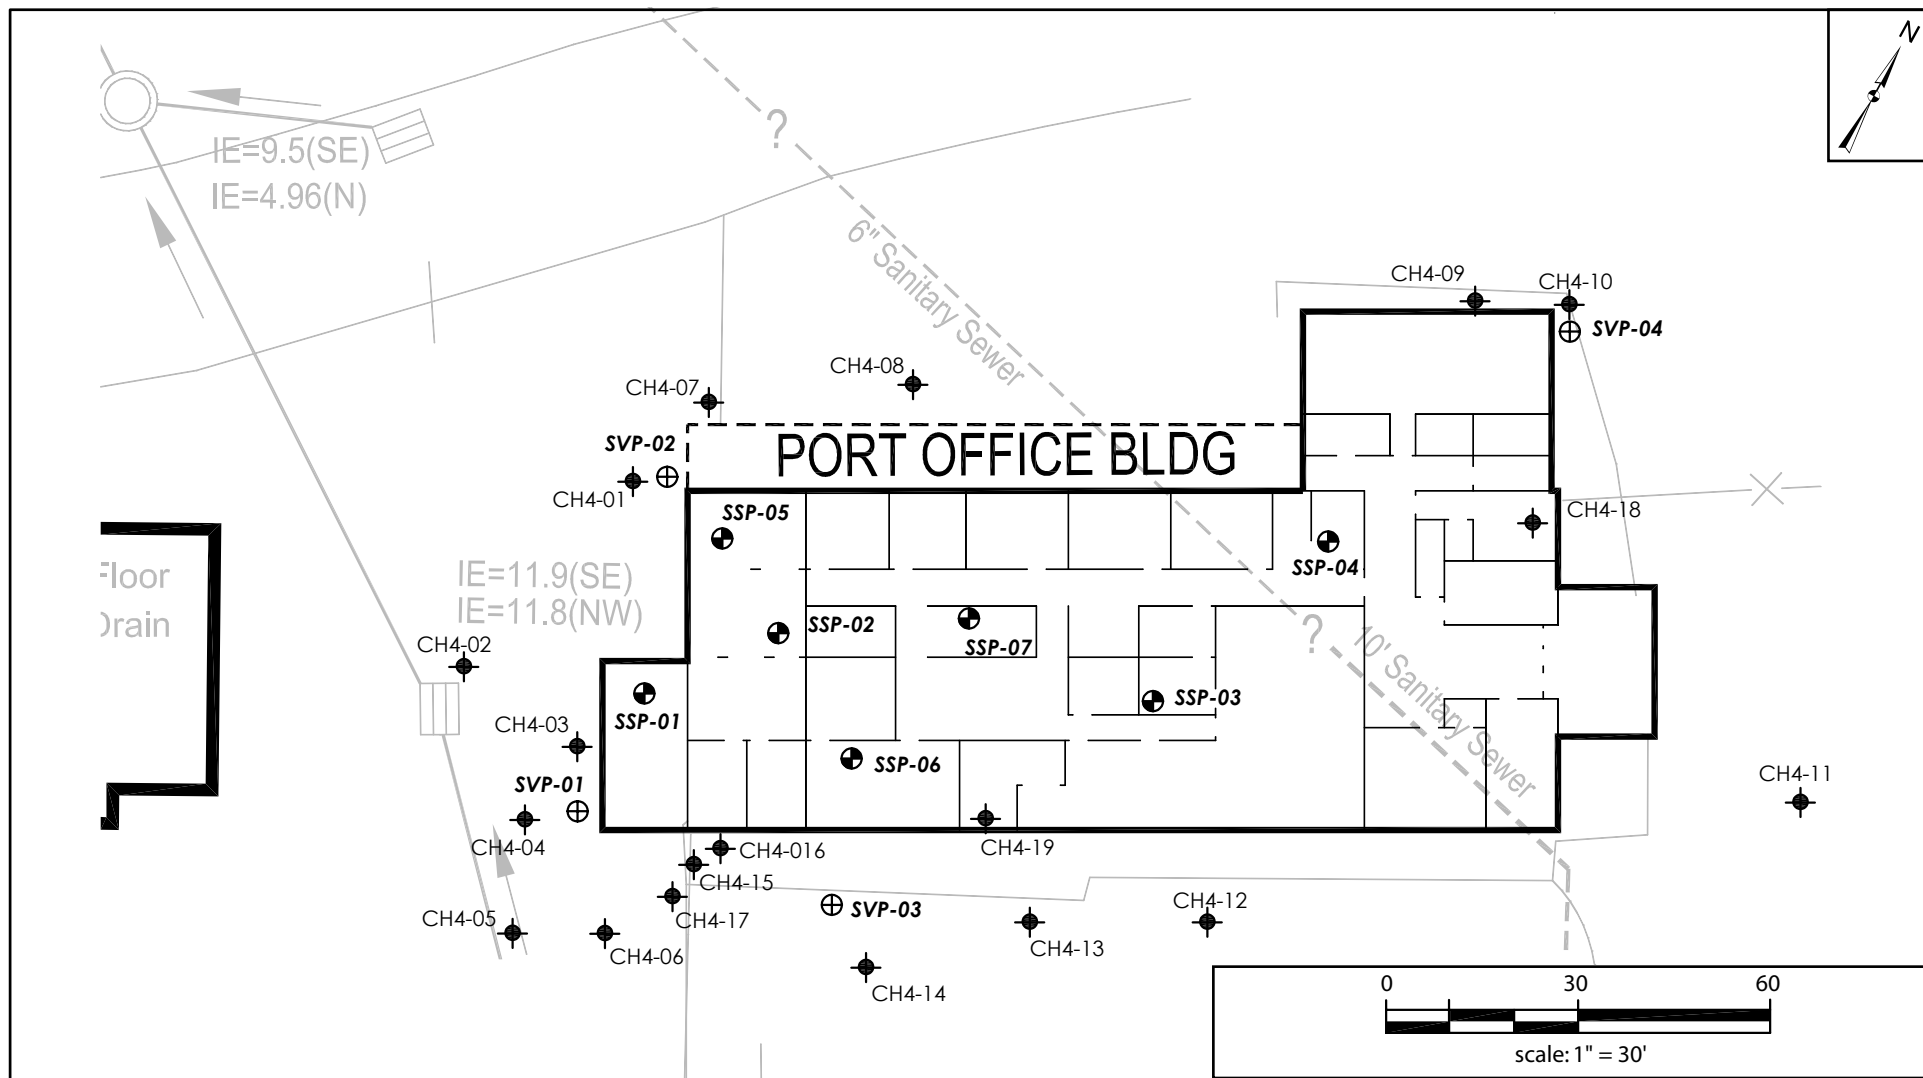 N
?
IE=9.5(SE)
IE=4.96(N)
6" Sanitary Sewer
CH4-09
CH4-10
SVP-04
CH4-08
CH4-07
SVP-02
PORT OFFICE BLDG
CH4-01
SSP-05
CH4-18
SSP-04
Floor
Drain
IE=11.9(SE)
IE=11.8(NW)
SSP-02
SSP-07
?
10' Sanitary Sewer
CH4-02
SSP-01
SSP-03
CH4-03
SSP-06
SVP-01
CH4-11
CH4-04
CH4-016
CH4-19
CH4-15
CH4-17
SVP-03
CH4-12
CH4-05
CH4-06
CH4-13
CH4-14
0 30 60
scale: 1" = 30'